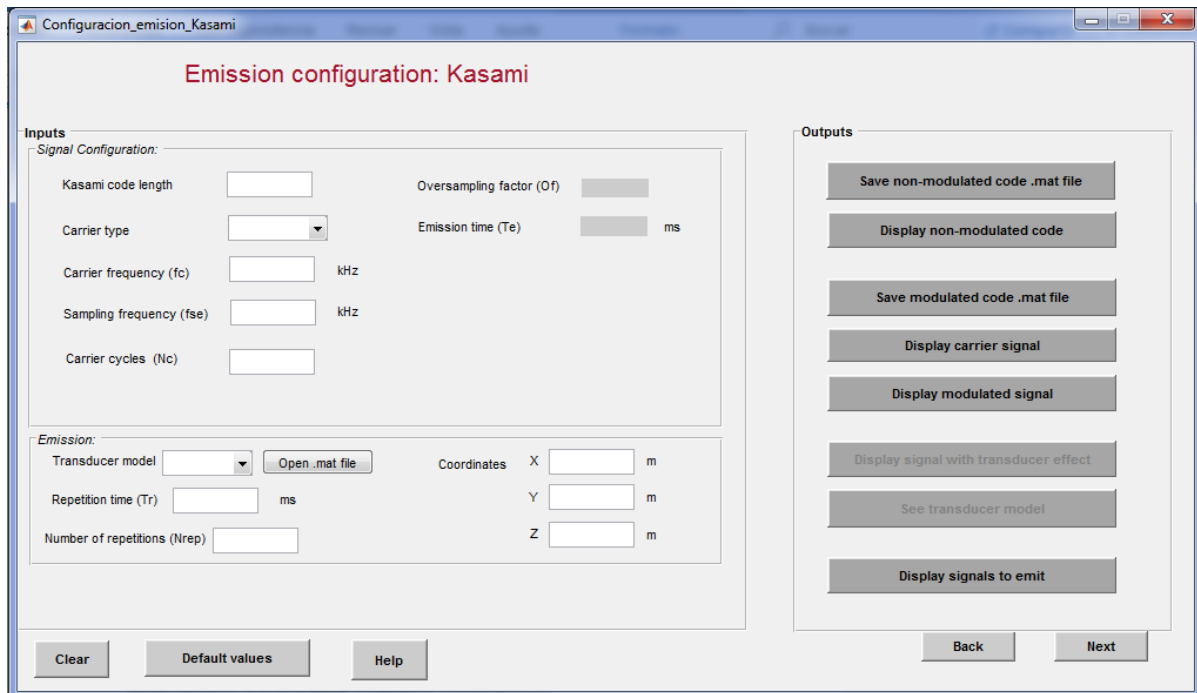 Configuracion_emision_Kasami
Emission configuration: Kasami
Inputs
Signal Configuration:
Kasami code length
Oversampling factor (Of)
Carrier type
Emission time (Te) ms
Carrier frequency (fc) kHz
Sampling frequency (fse) kHz
Carrier cycles (Nc)
Emission:
Transducer model Open .mat file
Coordinates X m
Repetition time (Tr) ms
Y m
Number of repetitions (Nrep)
Z m
Outputs
Save non-modulated code .mat file
Display non-modulated code
Save modulated code .mat file
Display carrier signal
Display modulated signal
Display signal with transducer effect
See transducer model
Display signals to emit
Clear
Default values
Help
Back
Next